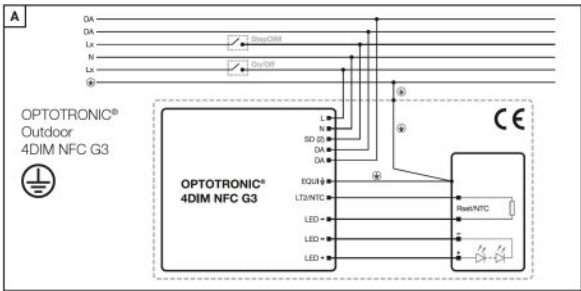 A
DA
DA
Lx
StepDIM
N
Lx
On/Off
OPTOTRONIC®
Outdoor
4DIM NFC G3
CE
L
N
SD (2)
DA
DA
OPTOTRONIC®
4DIM NFC G3
EQUI
LT2/NTC
LED -
LED -
LED +
Rset/NTC
-
+